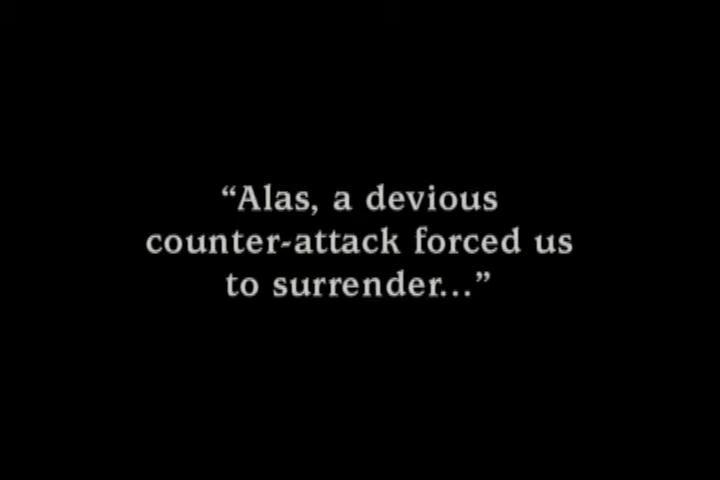 “Alas, a devious
counter-attack forced us
to surrender...”